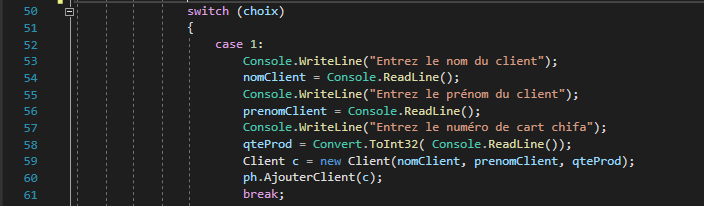 50 switch (choix)
51 {
52 case 1:
53 Console.WriteLine("Entrez le nom du client");
54 nomClient = Console.ReadLine();
55 Console.WriteLine("Entrez le prénom du client");
56 prenomClient = Console.ReadLine();
57 Console.WriteLine("Entrez le numéro de cart chifa");
58 qteProd = Convert.ToInt32( Console.ReadLine());
59 Client c = new Client(nomClient, prenomClient, qteProd);
60 ph.AjouterClient(c);
61 break;